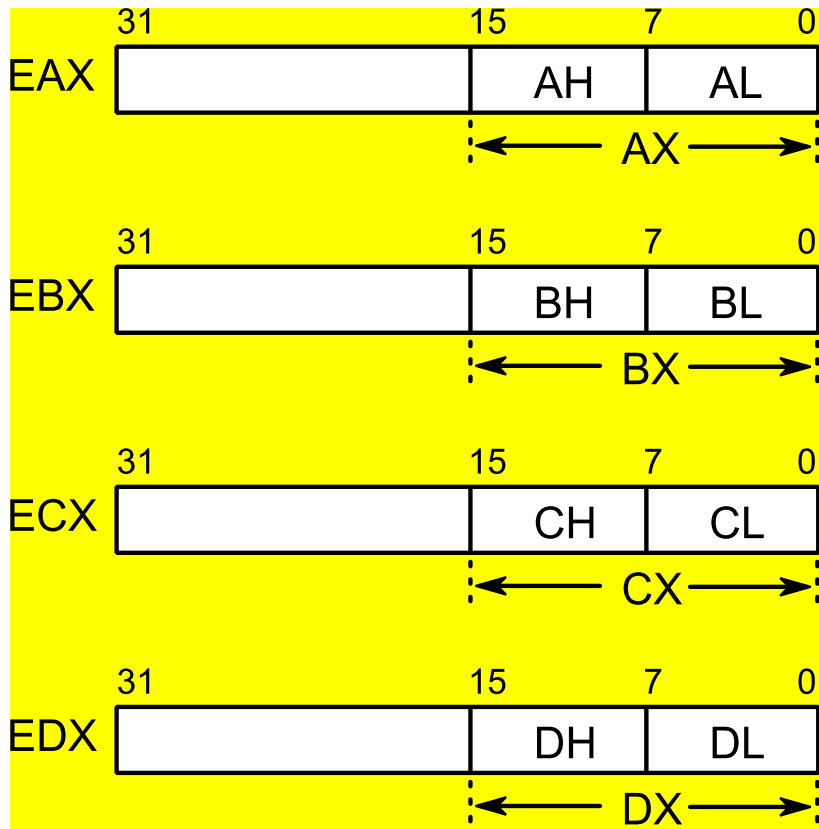 31 15 7 0
EAX AH AL
AX
31 15 7 0
EBX BH BL
BX
31 15 7 0
ECX CH CL
CX
31 15 7 0
EDX DH DL
DX